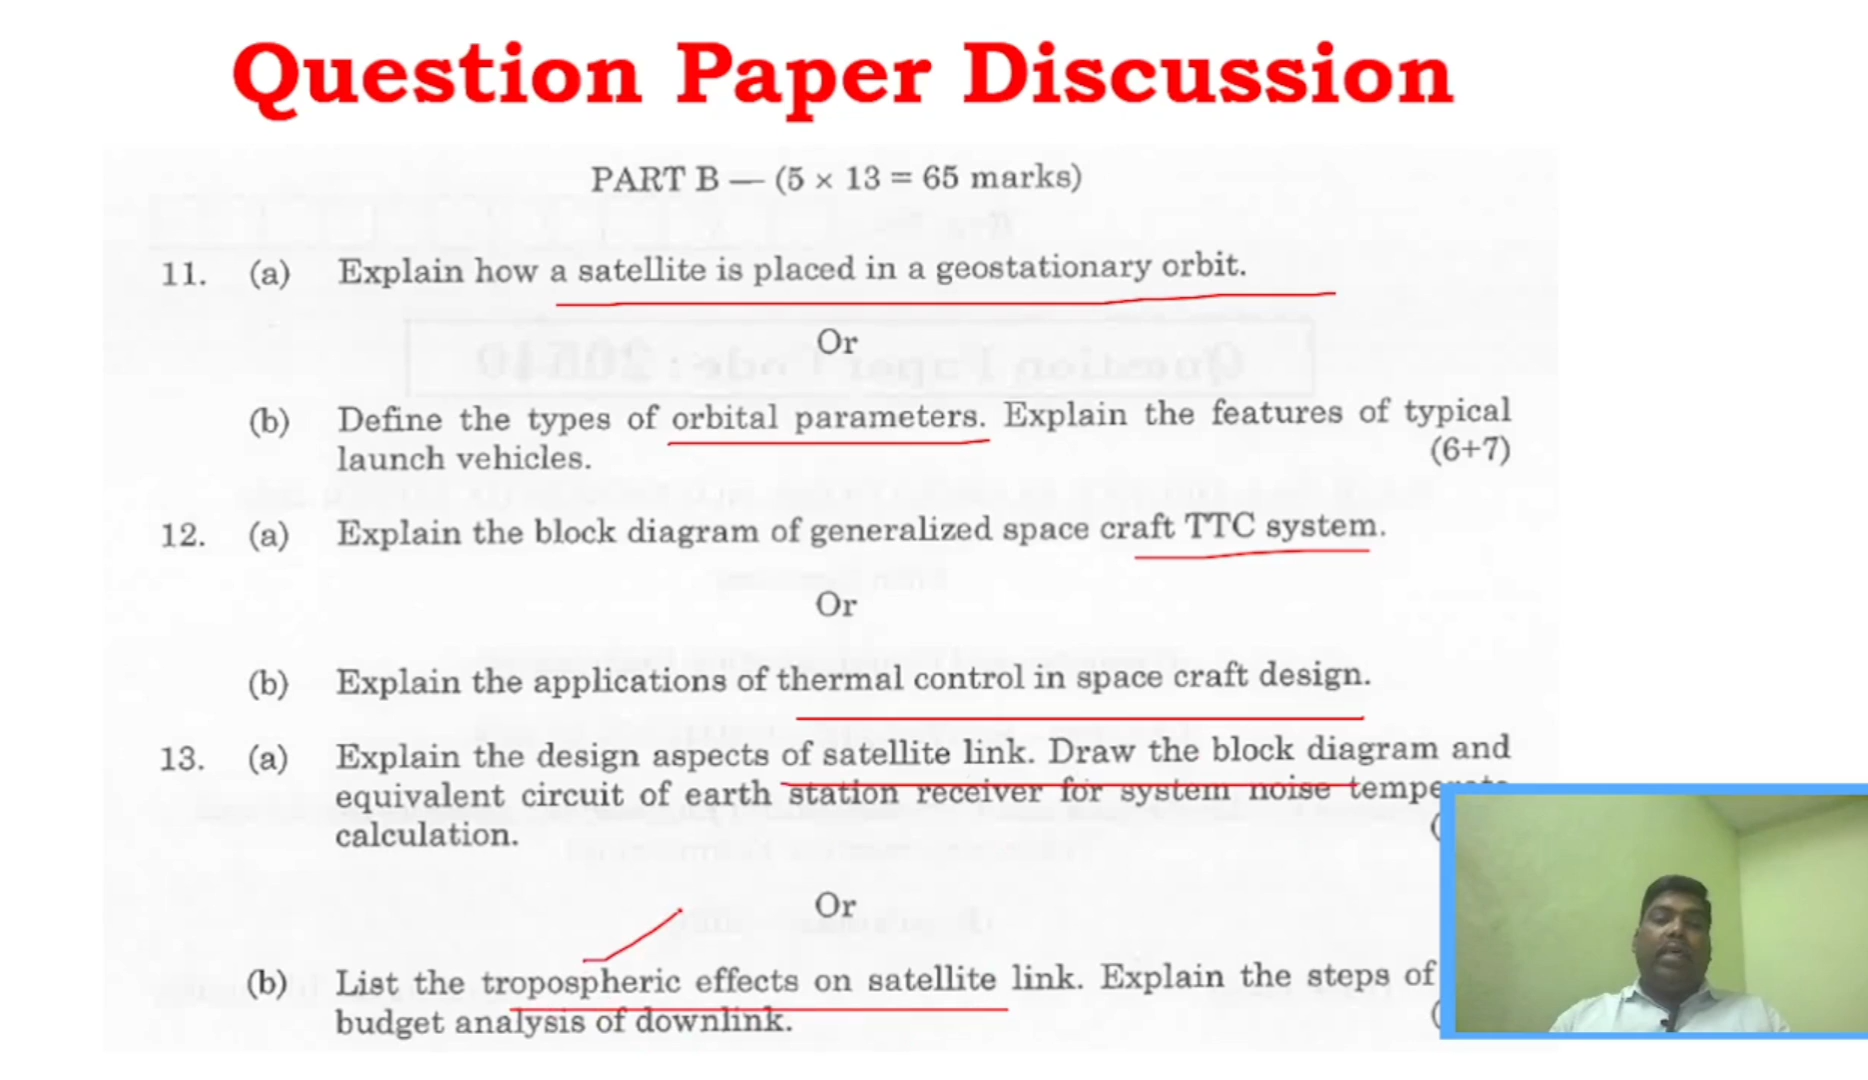 Question Paper Discussion
PART B — (5 × 13 = 65 marks)
11. (a) Explain how a satellite is placed in a geostationary orbit.
Or
(b) Define the types of orbital parameters. Explain the features of typical
launch vehicles. (6+7)
12. (a) Explain the block diagram of generalized space craft TTC system.
Or
(b) Explain the applications of thermal control in space craft design.
13. (a) Explain the design aspects of satellite link. Draw the block diagram and
equivalent circuit of earth station receiver for system noise
calculation.
Or
(b) List the tropospheric effects on satellite link. Explain the steps of
budget analysis of downlink.